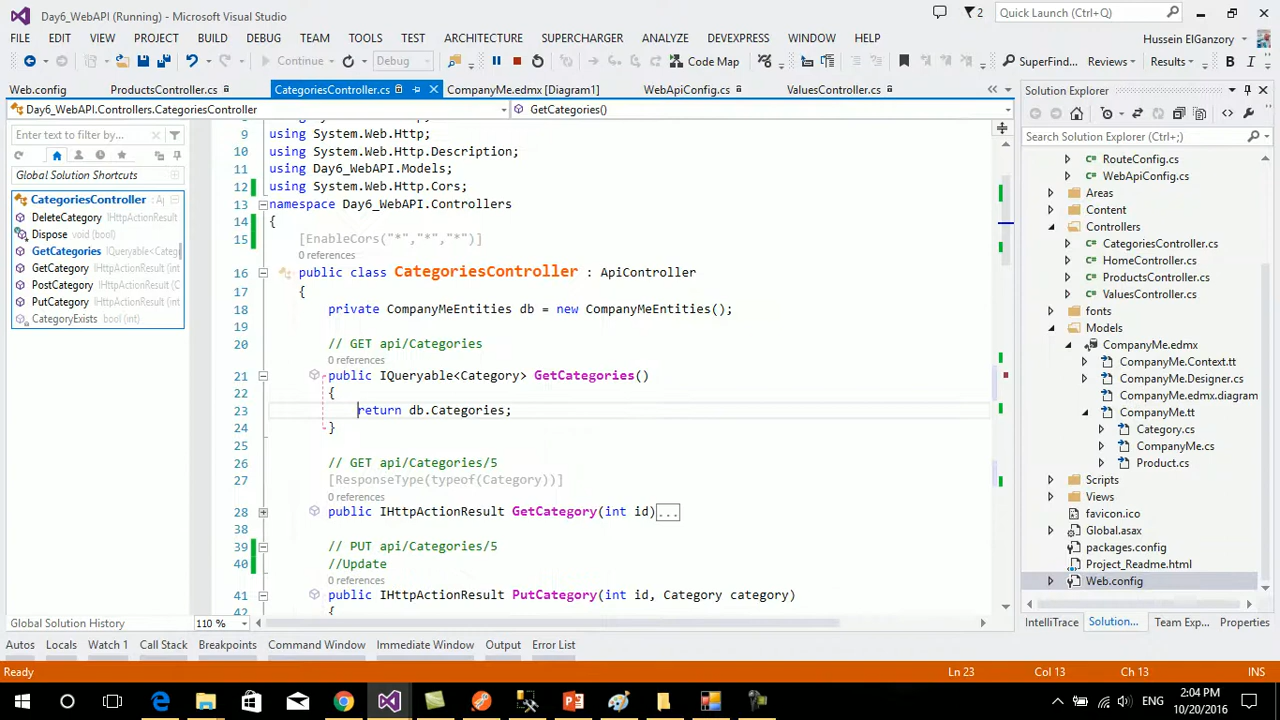 Day6_WebAPI (Running) - Microsoft Visual Studio
2
Quick Launch (Ctrl+Q)
FILE EDIT VIEW PROJECT BUILD DEBUG TEAM TOOLS TEST ARCHITECTURE SUPERCHARGER ANALYZE DEVEXPRESS WINDOW HELP
Hussein ElGanzory
Continue Debug Code Map SuperFind... Reviews Results B I
Web.config ProductsController.cs CategoriesController.cs CompanyMe.edmx [Diagram1] WebApiConfig.cs ValuesController.cs
Solution Explorer
Day6_WebAPI.Controllers.CategoriesController GetCategories()
Enter text to filter by...
Search Solution Explorer (Ctrl+;)
Global Solution Shortcuts
CategoriesController
DeleteCategory IHttpActionResult
Dispose void (bool)
GetCategories IQueryable<Categ
GetCategory IHttpActionResult (int
PostCategory IHttpActionResult (C
PutCategory IHttpActionResult (int
CategoryExists bool (int)
Global Solution History
9 using System.Web.Http;
10 using System.Web.Http.Description;
11 using Day6_WebAPI.Models;
12 using System.Web.Http.Cors;
13 namespace Day6_WebAPI.Controllers
14 {
15 [EnableCors("*","*","*")]
0 references
16 public class CategoriesController : ApiController
17 {
18 private CompanyMeEntities db = new CompanyMeEntities();
19
20 // GET api/Categories
0 references
21 public IQueryable<Category> GetCategories()
22 {
23 return db.Categories;
24 }
25
26 // GET api/Categories/5
27 [ResponseType(typeof(Category))]
0 references
28 public IHttpActionResult GetCategory(int id)...
38
39 // PUT api/Categories/5
40 //Update
0 references
41 public IHttpActionResult PutCategory(int id, Category category)
42 {
110 %
RouteConfig.cs
WebApiConfig.cs
Areas
Content
Controllers
CategoriesController.cs
HomeController.cs
ProductsController.cs
ValuesController.cs
fonts
Models
CompanyMe.edmx
CompanyMe.Context.tt
CompanyMe.Designer.cs
CompanyMe.edmx.diagram
CompanyMe.tt
Category.cs
CompanyMe.cs
Product.cs
Scripts
Views
favicon.ico
Global.asax
packages.config
Project_Readme.html
Web.config
IntelliTrace Solution... Team Exp... Properties
Autos Locals Watch 1 Call Stack Breakpoints Command Window Immediate Window Output Error List
Ready Ln 23 Col 13 Ch 13 INS
ENG
2:04 PM
10/20/2016